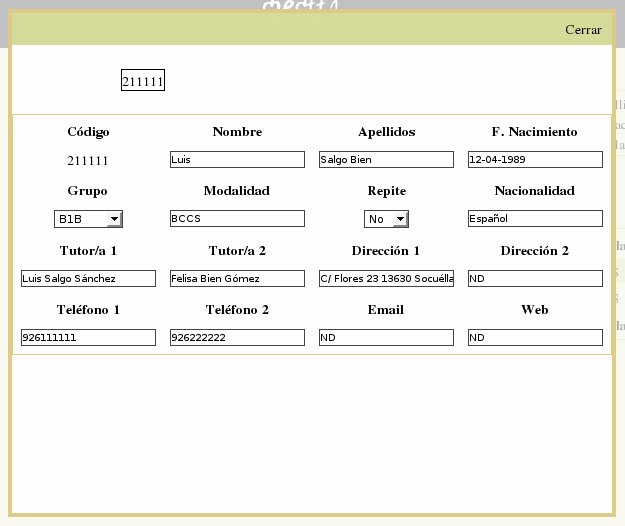 Cerrar
211111
Código Nombre Apellidos F. Nacimiento
211111 Luis Salgo Bien 12-04-1989
Grupo Modalidad Repite Nacionalidad
B1B BCCS No Español
Tutor/a 1 Tutor/a 2 Dirección 1 Dirección 2
Luis Salgo Sánchez Felisa Bien Gómez C/ Flores 23 13630 Socuélla ND
Teléfono 1 Teléfono 2 Email Web
926111111 926222222 ND ND